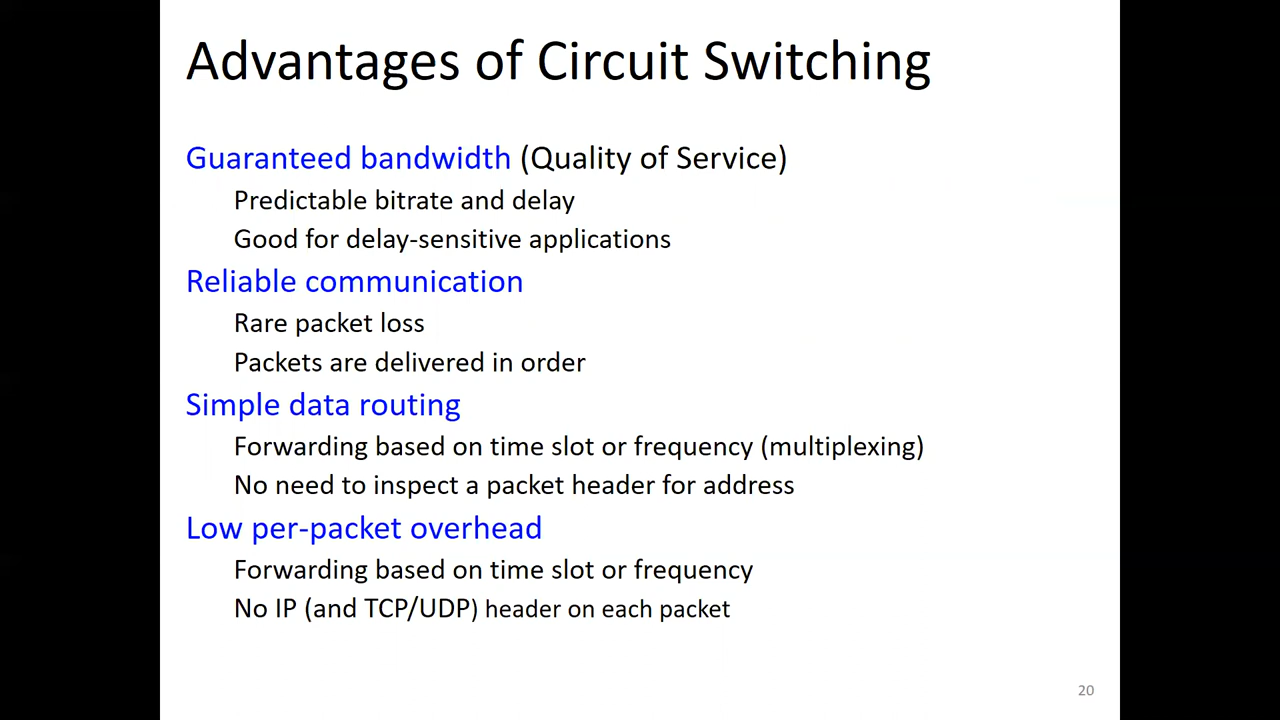 Advantages of Circuit Switching
Guaranteed bandwidth (Quality of Service)
Predictable bitrate and delay
Good for delay-sensitive applications
Reliable communication
Rare packet loss
Packets are delivered in order
Simple data routing
Forwarding based on time slot or frequency (multiplexing)
No need to inspect a packet header for address
Low per-packet overhead
Forwarding based on time slot or frequency
No IP (and TCP/UDP) header on each packet
20